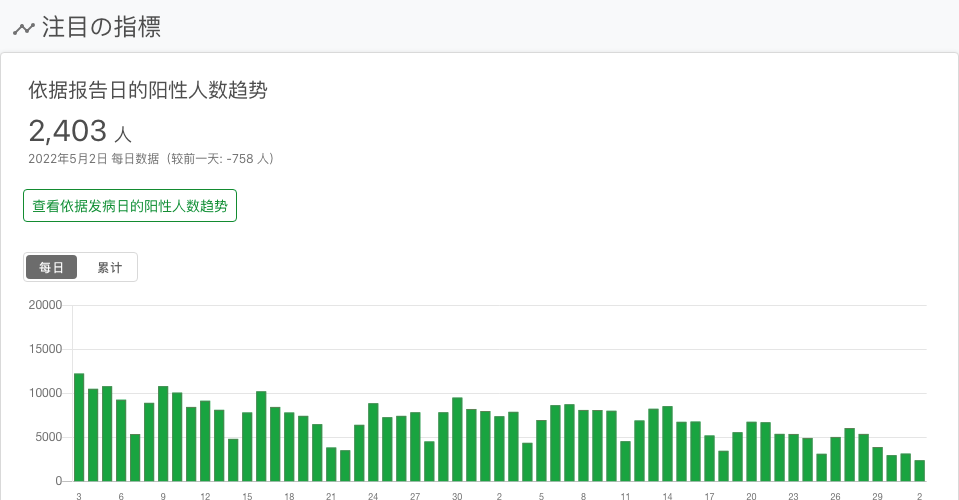 注目の指標
依据报告日的阳性人数趋势
2,403 人
2022年5月2日 每日数据（较前一天: -758 人）
查看依据发病日的阳性人数趋势
每日 累计
20000
15000
10000
5000
0
3 6 9 12 15 18 21 24 27 30 2 5 8 11 14 17 20 23 26 29 2